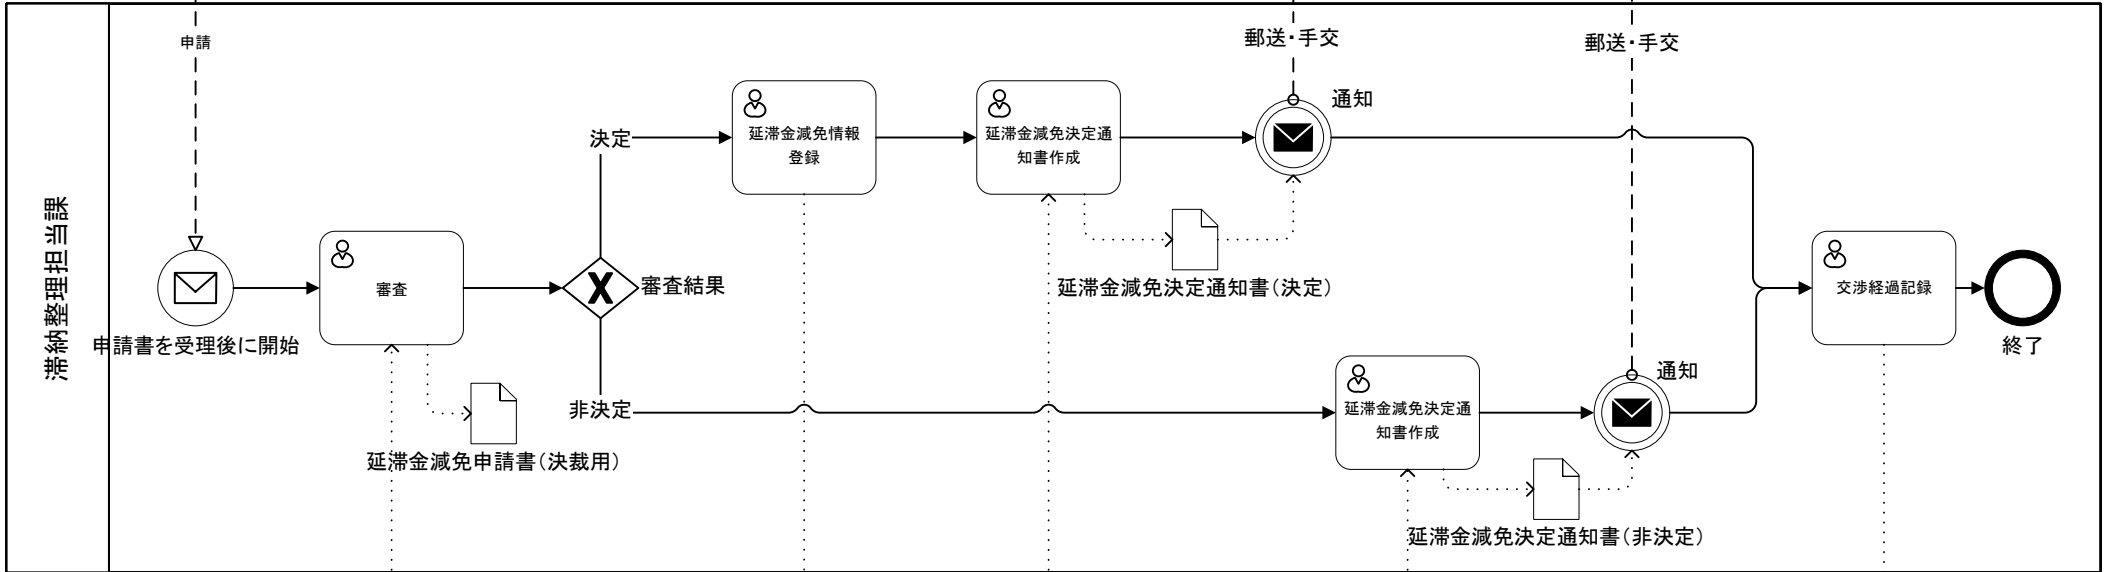 滞納整理担当課
申請
申請書を受理後に開始
審査
延滞金減免申請書(決裁用)
審査結果
決定
延滞金減免情報
登録
延滞金減免決定通
知書作成
延滞金減免決定通知書(決定)
郵送・手交
通知
非決定
延滞金減免決定通
知書作成
延滞金減免決定通知書(非決定)
郵送・手交
通知
交渉経過記録
終了